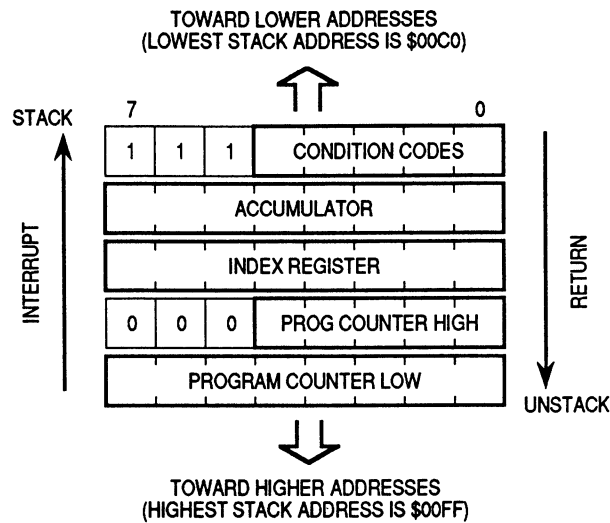 TOWARD LOWER ADDRESSES
(LOWEST STACK ADDRESS IS $00C0)
STACK
7 0
1 1 1 CONDITION CODES
ACCUMULATOR
INDEX REGISTER
0 0 0 PROG COUNTER HIGH
PROGRAM COUNTER LOW
INTERRUPT
RETURN
UNSTACK
TOWARD HIGHER ADDRESSES
(HIGHEST STACK ADDRESS IS $00FF)